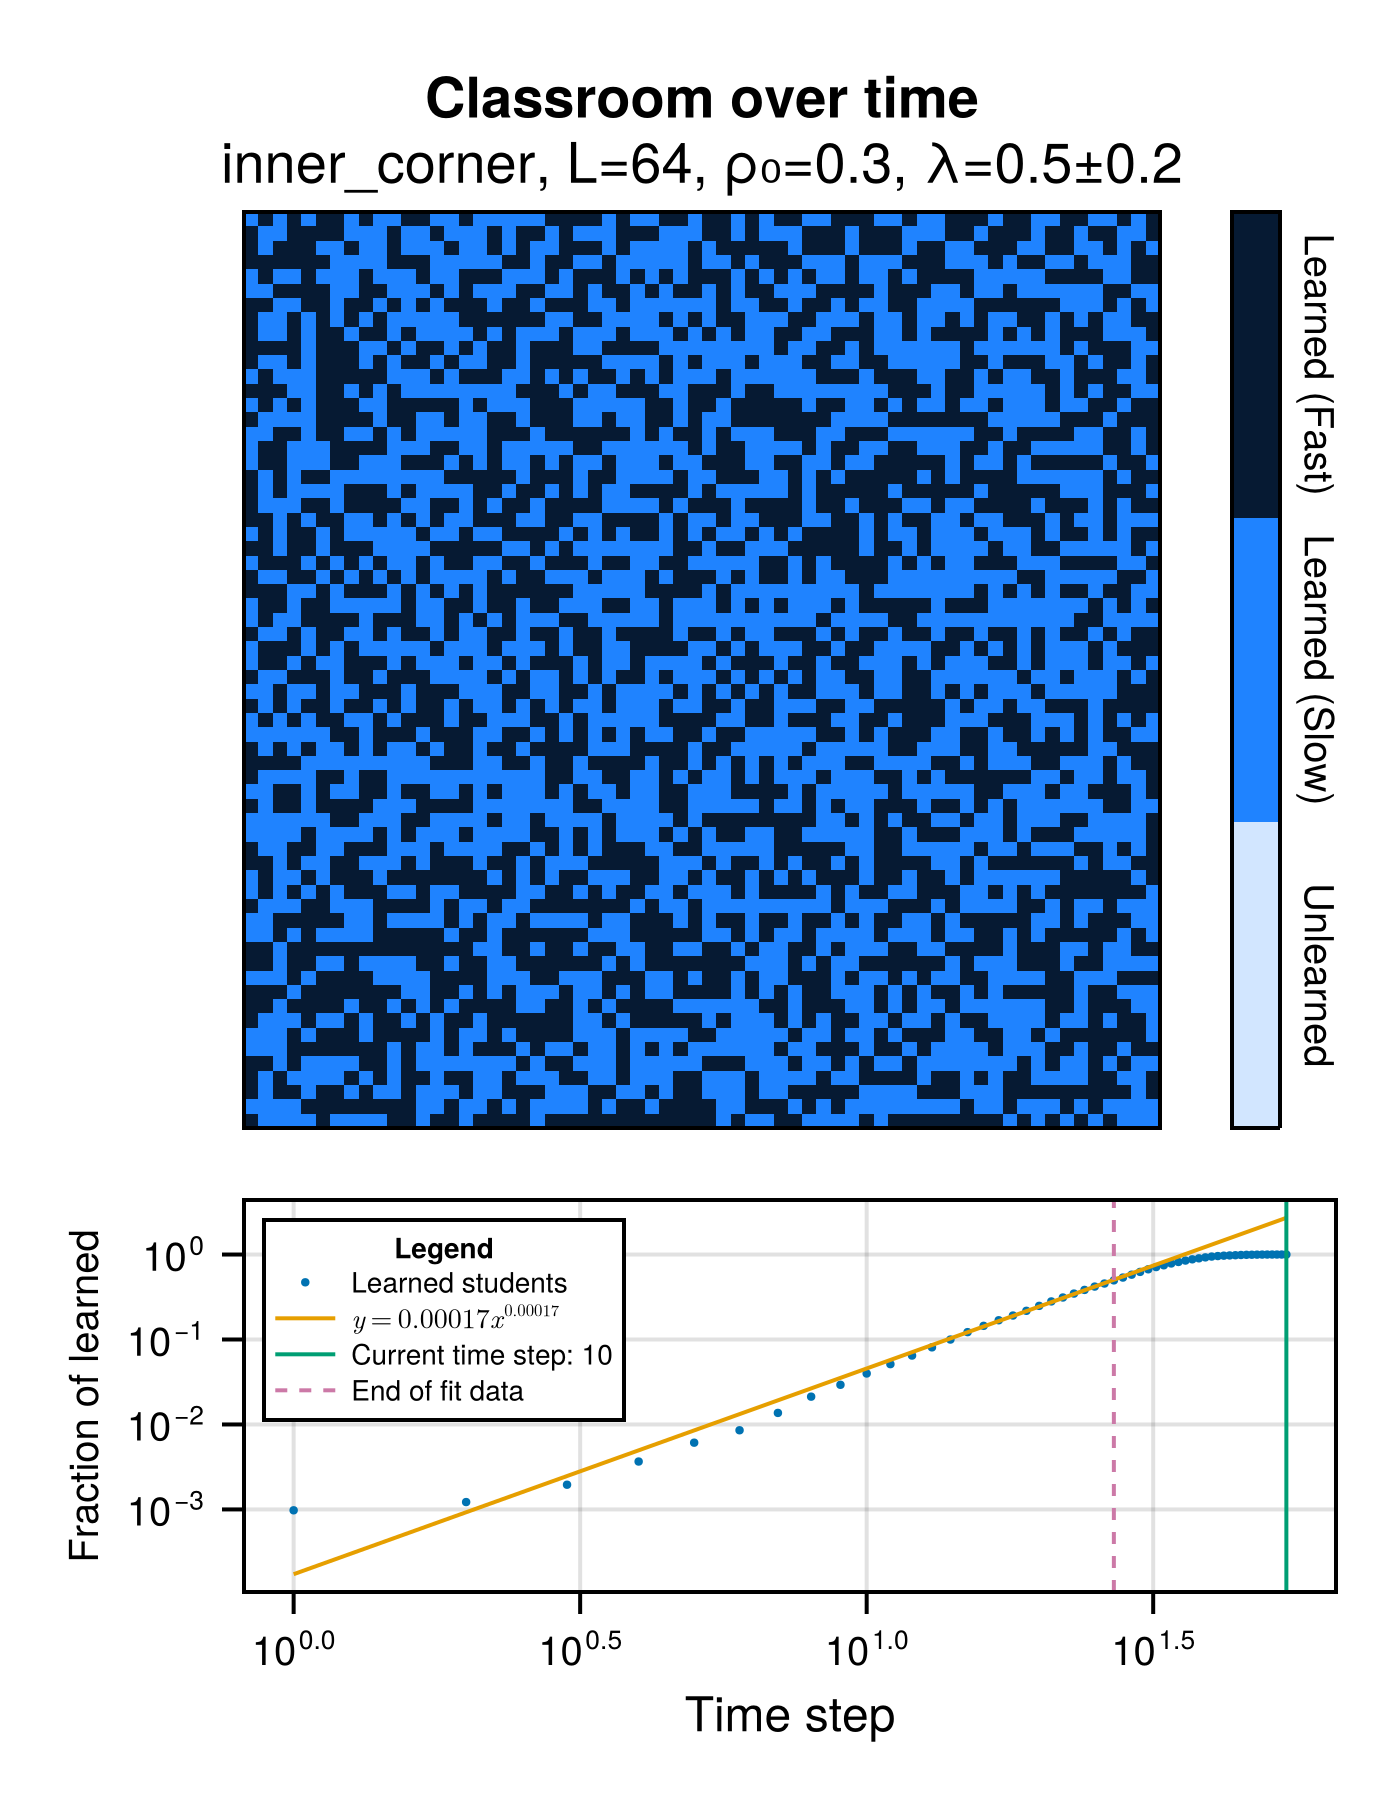 Classroom over time
inner_corner, L=64, ρ₀=0.3, λ=0.5±0.2
Learned (Fast)
Learned (Slow)
Unlearned
Fraction of learned
10⁰
10⁻¹
10⁻²
10⁻³
Legend
Learned students
y = 0.00017x^0.00017
Current time step: 10
End of fit data
10^0.0 10^0.5 10^1.0 10^1.5
Time step